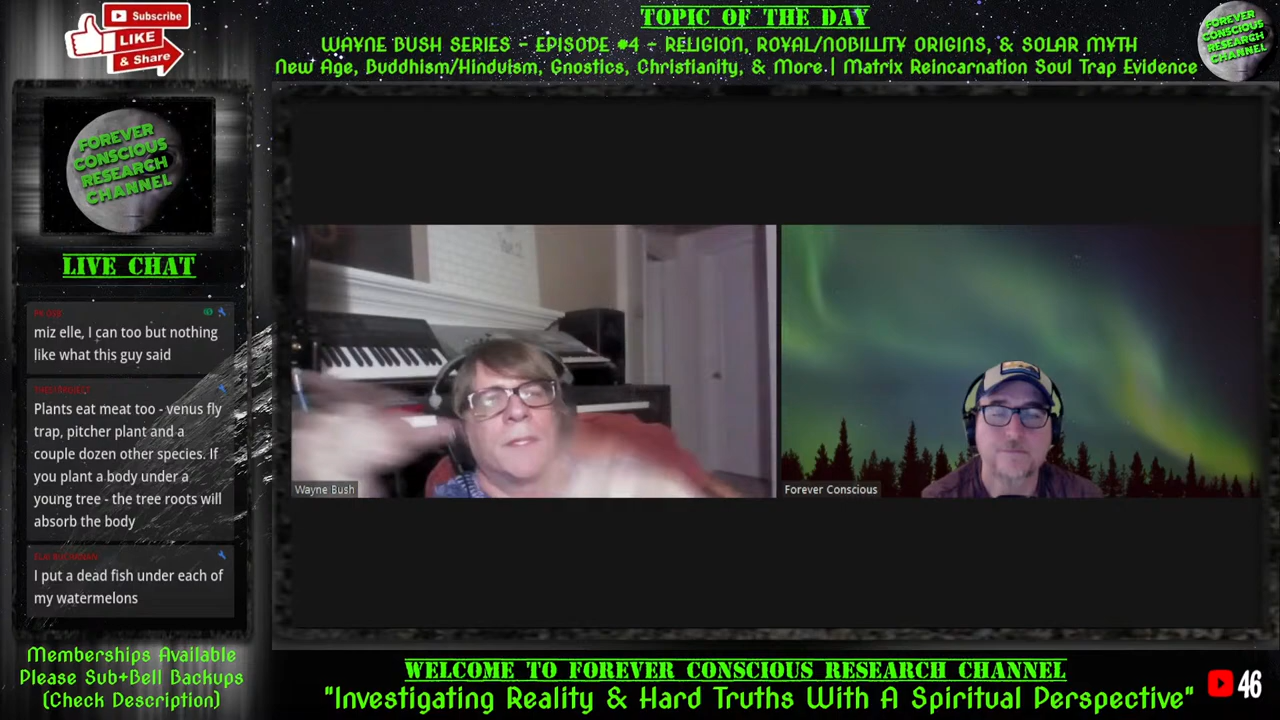 Subscribe
LIKE
& Share
TOPIC OF THE DAY
WAYNE BUSH SERIES - EPISODE #4 - RELIGION, ROYAL/NOBILLITY ORIGINS, & SOLAR MYTH
New Age, Buddhism/Hinduism, Gnostics, Christianity, & More | Matrix Reincarnation Soul Trap Evidence
FOREVER
CONSCIOUS
RESEARCH
CHANNEL
FOREVER
CONSCIOUS
RESEARCH
CHANNEL
LIVE CHAT
miz elle, I can too but nothing
like what this guy said
Plants eat meat too - venus fly
trap, pitcher plant and a
couple dozen other species. If
you plant a body under a
young tree - the tree roots will
absorb the body
I put a dead fish under each of
my watermelons
Wayne Bush
Forever Conscious
Memberships Available
Please Sub+Bell Backups
(Check Description)
WELCOME TO FOREVER CONSCIOUS RESEARCH CHANNEL
"Investigating Reality & Hard Truths With A Spiritual Perspective"
46